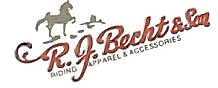 R. J. Becht & Son
RIDING APPAREL & ACCESSORIES